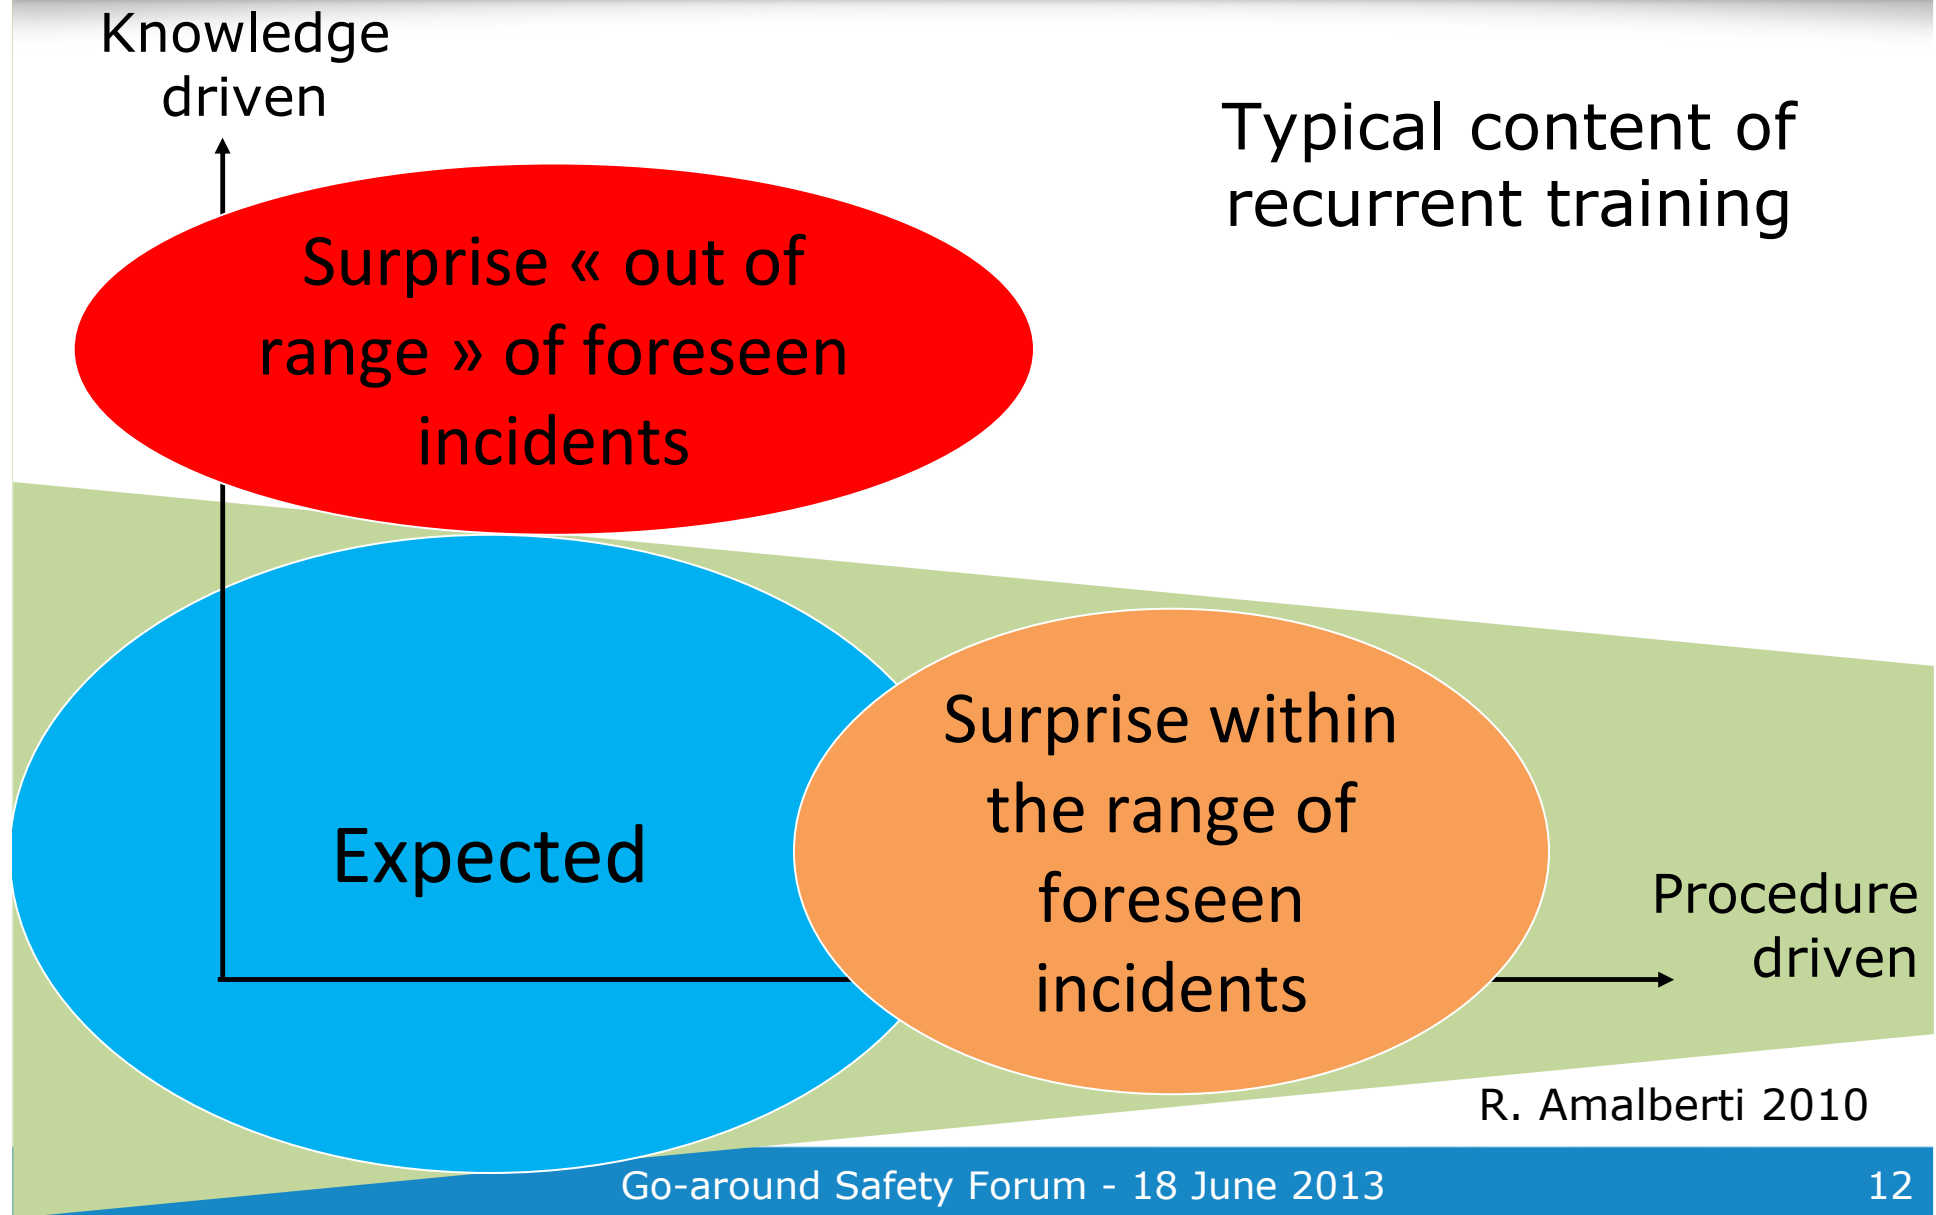 Knowledge
driven
Typical content of
recurrent training
Surprise « out of
range » of foreseen
incidents
Expected
Surprise within
the range of
foreseen
incidents
Procedure
driven
R. Amalberti 2010
Go-around Safety Forum - 18 June 2013
12